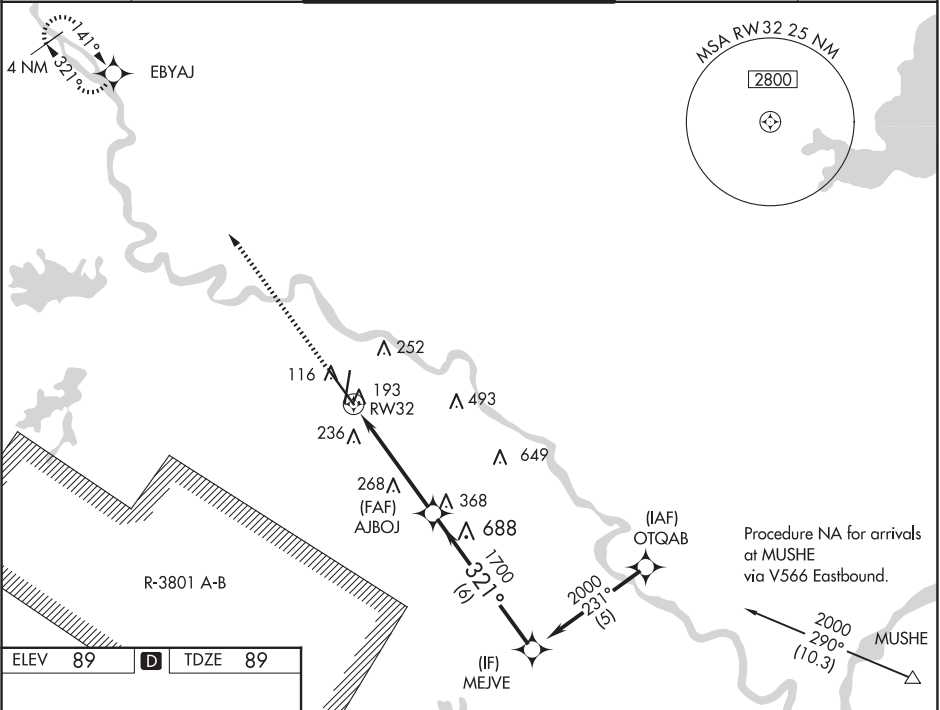 4 NM
141°
321°
EBYAJ
MSA RW32 25 NM
2800
252
116
193
RW32
493
236
649
268
368
(FAF)
AJBOJ
688
(IAF)
OTQAB
1700
321°
(6)
2000
231°
(5)
Procedure NA for arrivals
at MUSHE
via V566 Eastbound.
R-3801 A-B
2000
290°
(10.3)
MUSHE
(IF)
MEJVE
ELEV 89 D TDZE 89